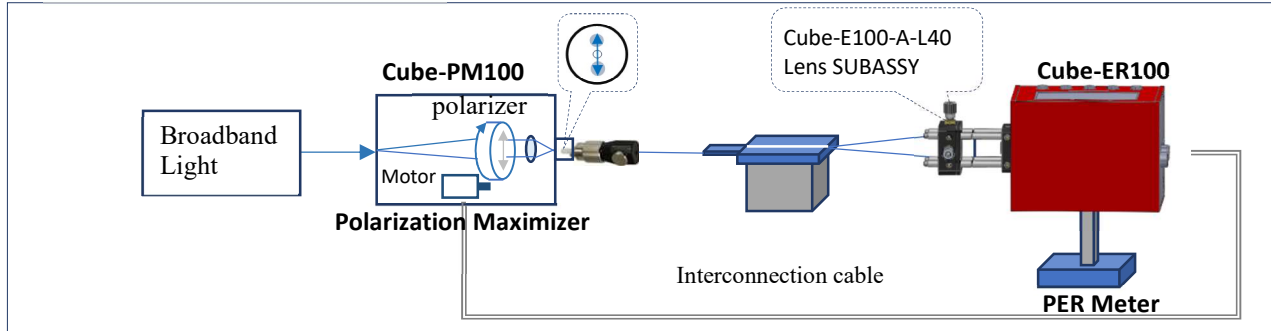 Cube-E100-A-L40
Lens SUBASSY
Cube-PM100
Cube-ER100
polarizer
Broadband
Light
Motor
Polarization Maximizer
Interconnection cable
PER Meter